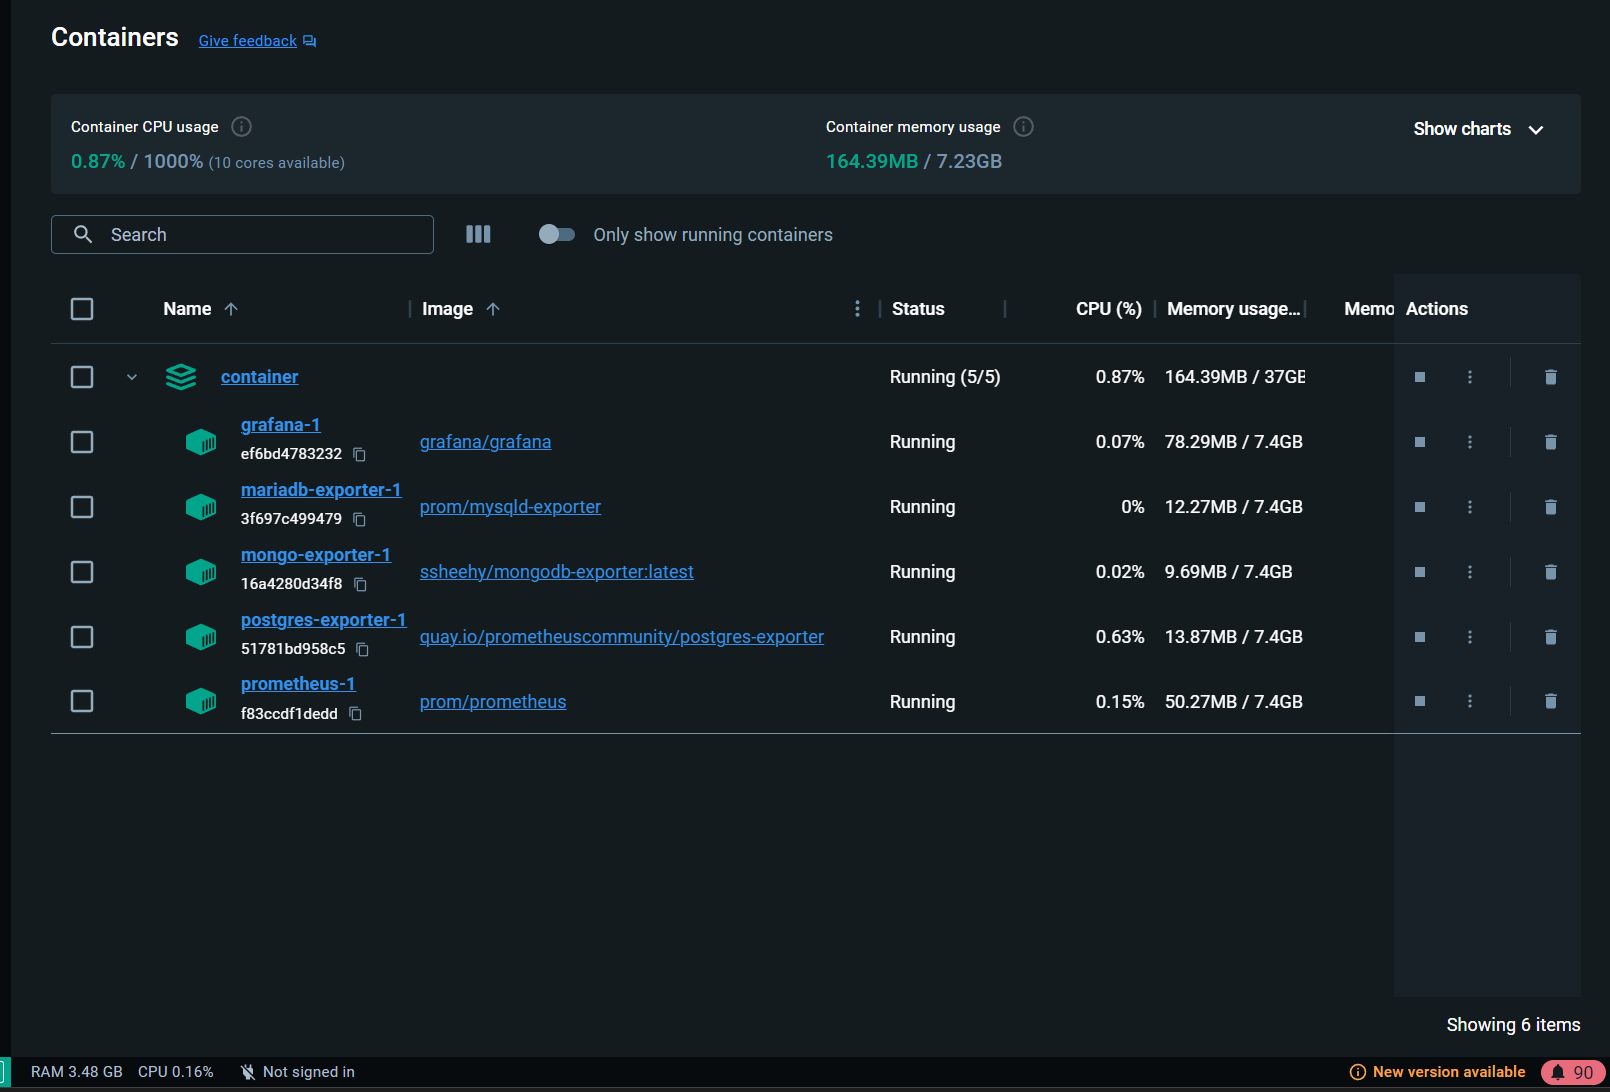 Containers Give feedback
Container CPU usage
0.87% / 1000% (10 cores available)
Container memory usage
164.39MB / 7.23GB
Show charts
Search
Only show running containers
Name Image Status CPU (%) Memory usage... Memo Actions
container Running (5/5) 0.87% 164.39MB / 37GB
grafana-1
ef6bd4783232
grafana/grafana Running 0.07% 78.29MB / 7.4GB
mariadb-exporter-1
3f697c499479
prom/mysqld-exporter Running 0% 12.27MB / 7.4GB
mongo-exporter-1
16a4280d34f8
ssheehy/mongodb-exporter:latest Running 0.02% 9.69MB / 7.4GB
postgres-exporter-1
51781bd958c5
quay.io/prometheuscommunity/postgres-exporter Running 0.63% 13.87MB / 7.4GB
prometheus-1
f83ccdf1dedd
prom/prometheus Running 0.15% 50.27MB / 7.4GB
Showing 6 items
RAM 3.48 GB CPU 0.16% Not signed in New version available 90